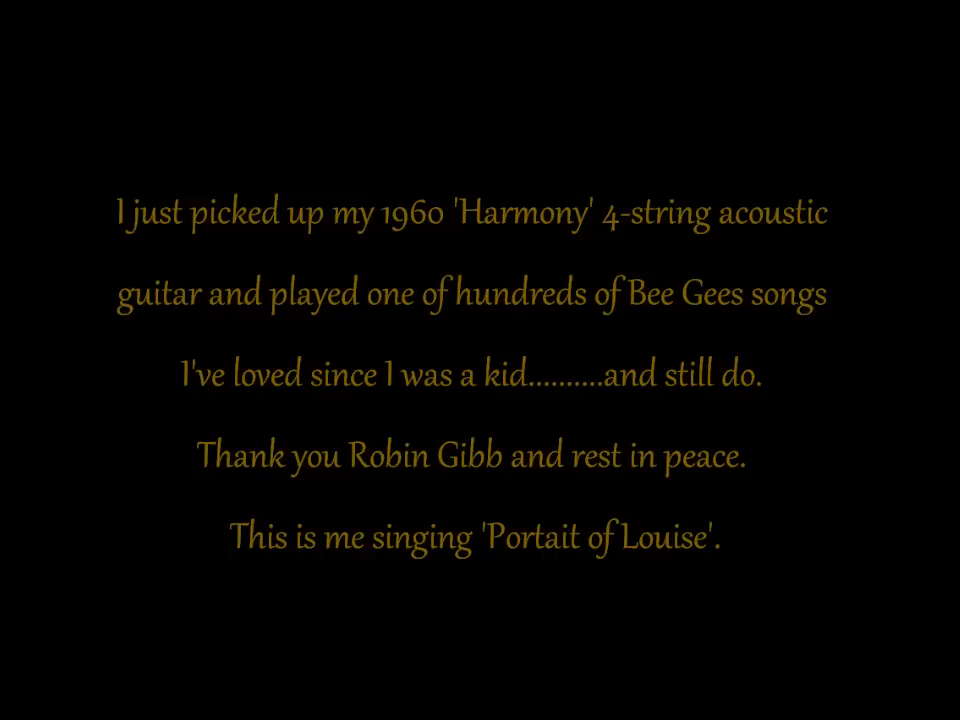 I just picked up my 1960 'Harmony' 4-string acoustic
guitar and played one of hundreds of Bee Gees songs
I've loved since I was a kid..........and still do.
Thank you Robin Gibb and rest in peace.
This is me singing 'Portait of Louise'.